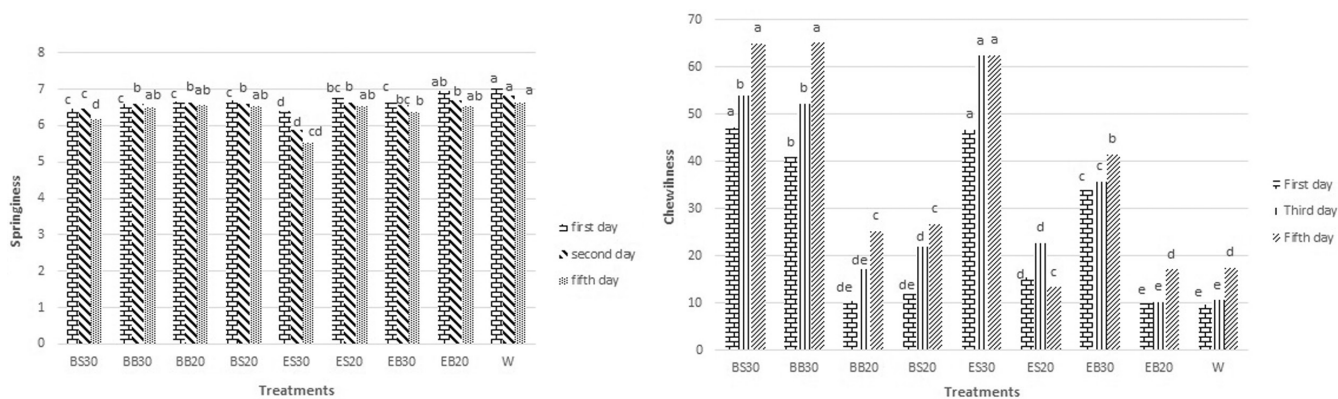 8
7
6
5
4
3
2
1
0
Springiness
c c d
c b ab
c b ab
c b ab
d d cd
bc b ab
c bc b
ab b ab
a a a
BS30 BB30 BB20 BS20 ES30 ES20 EB30 EB20 W
Treatments
first day
second day
fifth day
70
60
50
40
30
20
10
0
Chewihness
a b a
b b a
de de c
de d c
a a a
d d c
c c b
e e d
e e d
BS30 BB30 BB20 BS20 ES30 ES20 EB30 EB20 W
Treatments
First day
Third day
Fifth day